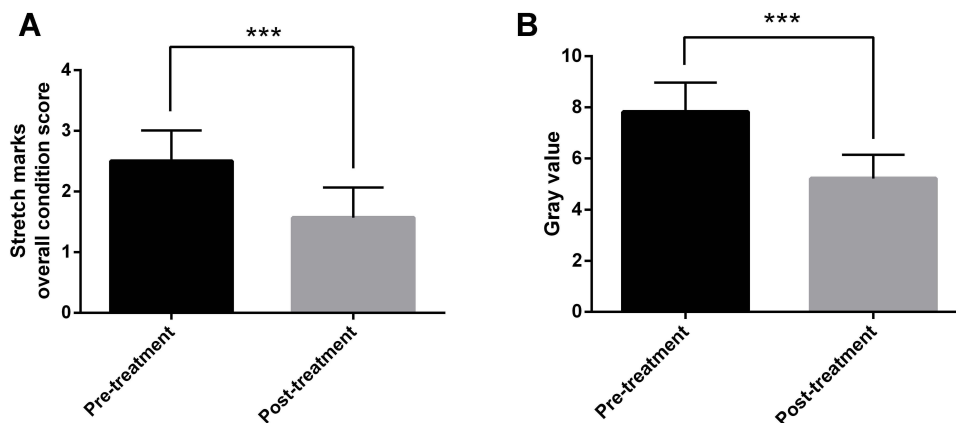 A
***
4
3
2
1
0
Stretch marks
overall condition score
Pre-treatment
Post-treatment
B
***
10
8
6
4
2
0
Gray value
Pre-treatment
Post-treatment